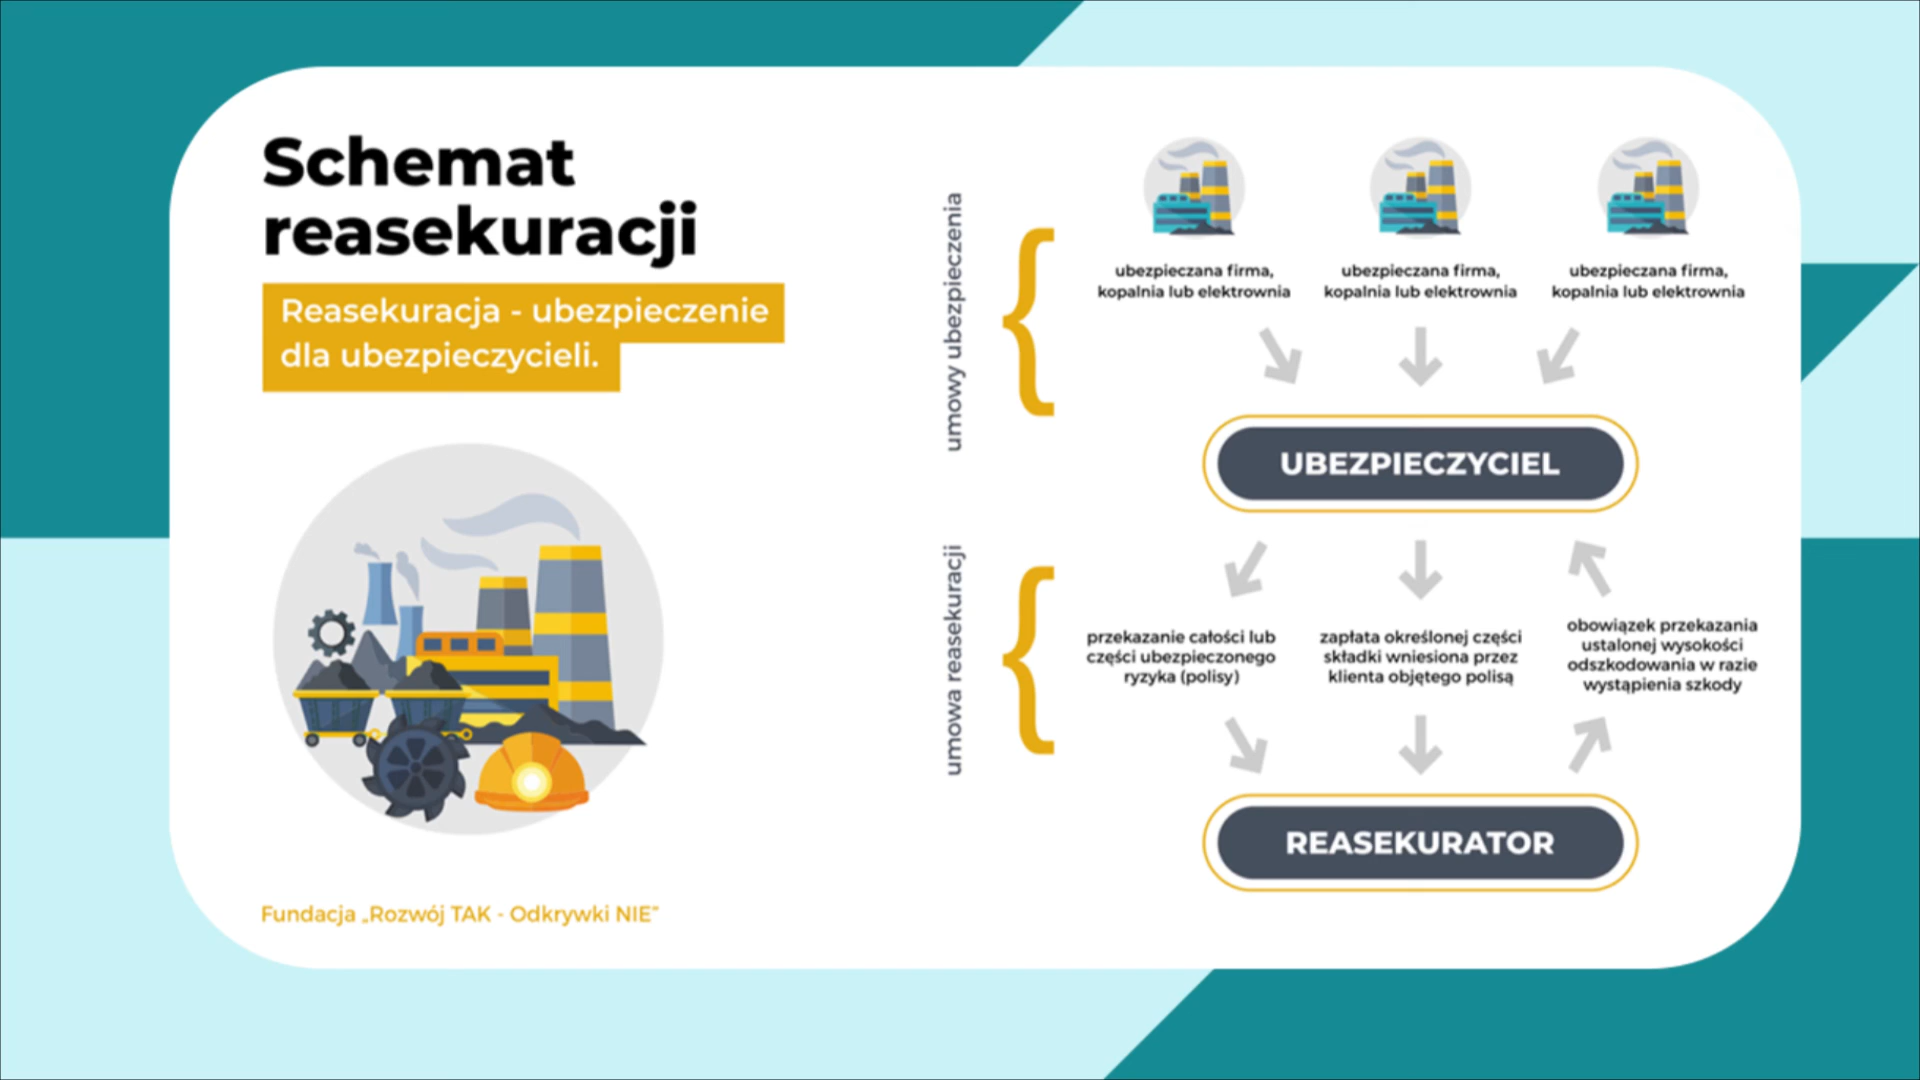 Schemat
reasekuracji
Reasekuracja - ubezpieczenie
dla ubezpieczycieli.
Fundacja „Rozwój TAK - Odkrywki NIE"
umowy ubezpieczenia
ubezpieczana firma,
kopalnia lub elektrownia
ubezpieczana firma,
kopalnia lub elektrownia
ubezpieczana firma,
kopalnia lub elektrownia
UBEZPIECZYCIEL
umowa reasekuracji
przekazanie całości lub
części ubezpieczonego
ryzyka (polisy)
zapłata określonej części
składki wniesiona przez
klienta objętego polisą
obowiązek przekazania
ustalonej wysokości
odszkodowania w razie
wystąpienia szkody
REASEKURATOR